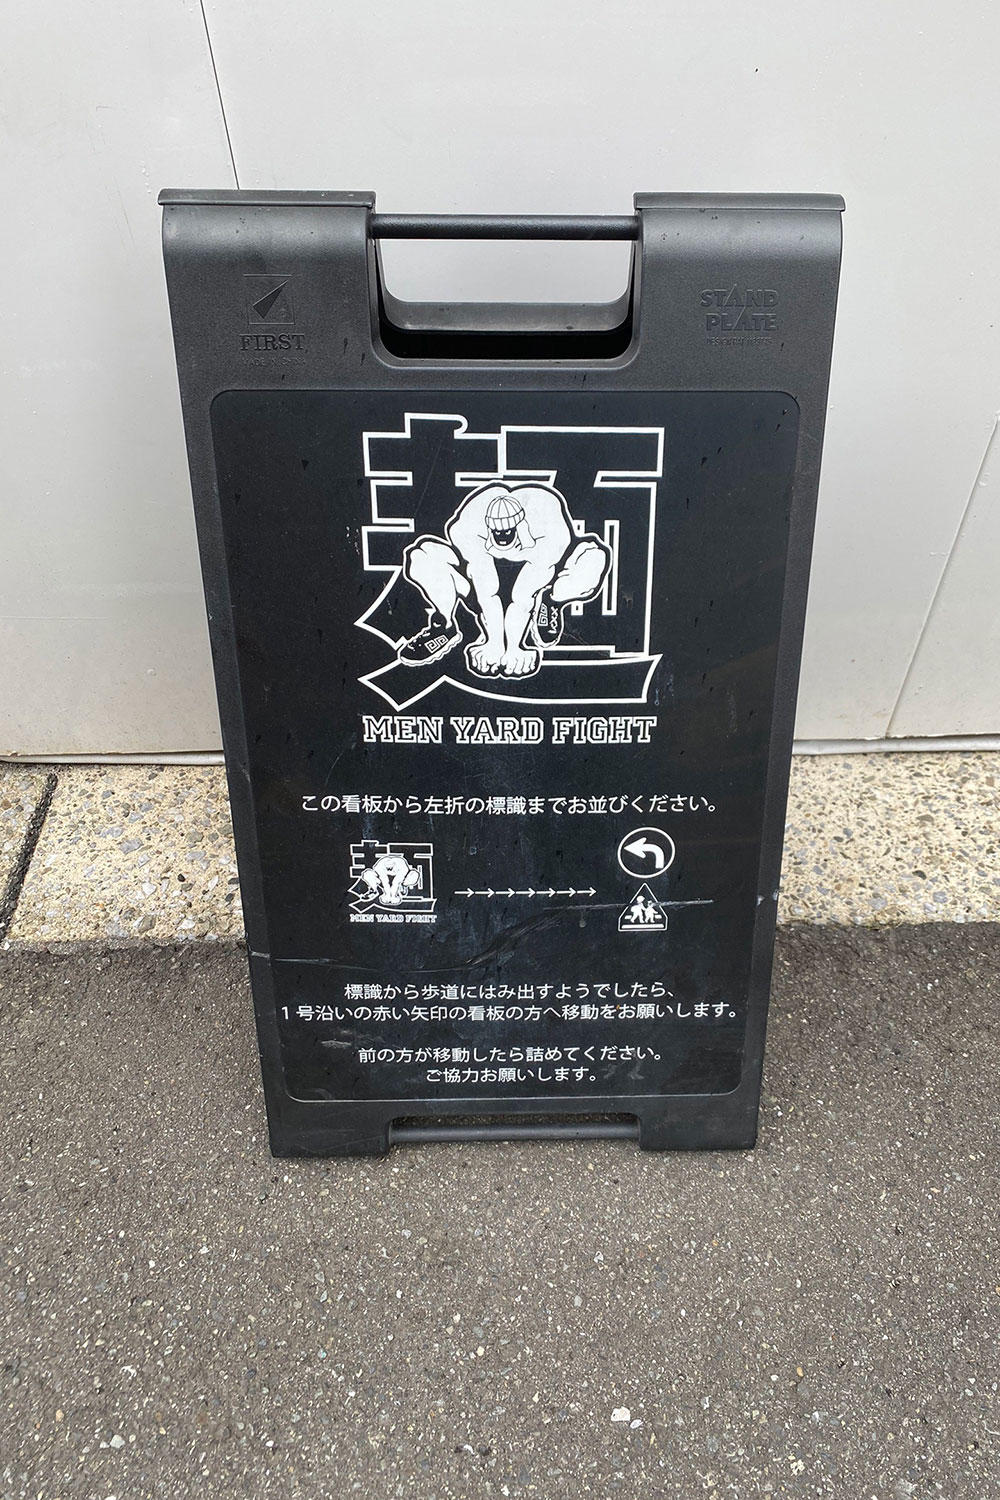 FIRST
STAND
PLATE
麺
MEN YARD FIGHT
この看板から左折の標識までお並びください。
麺
MEN YARD FIGHT
→→→→→→→
標識から歩道にはみ出すようでしたら、
1号沿いの赤い矢印の看板の方へ移動をお願いします。
前の方が移動したら詰めてください。
ご協力お願いします。